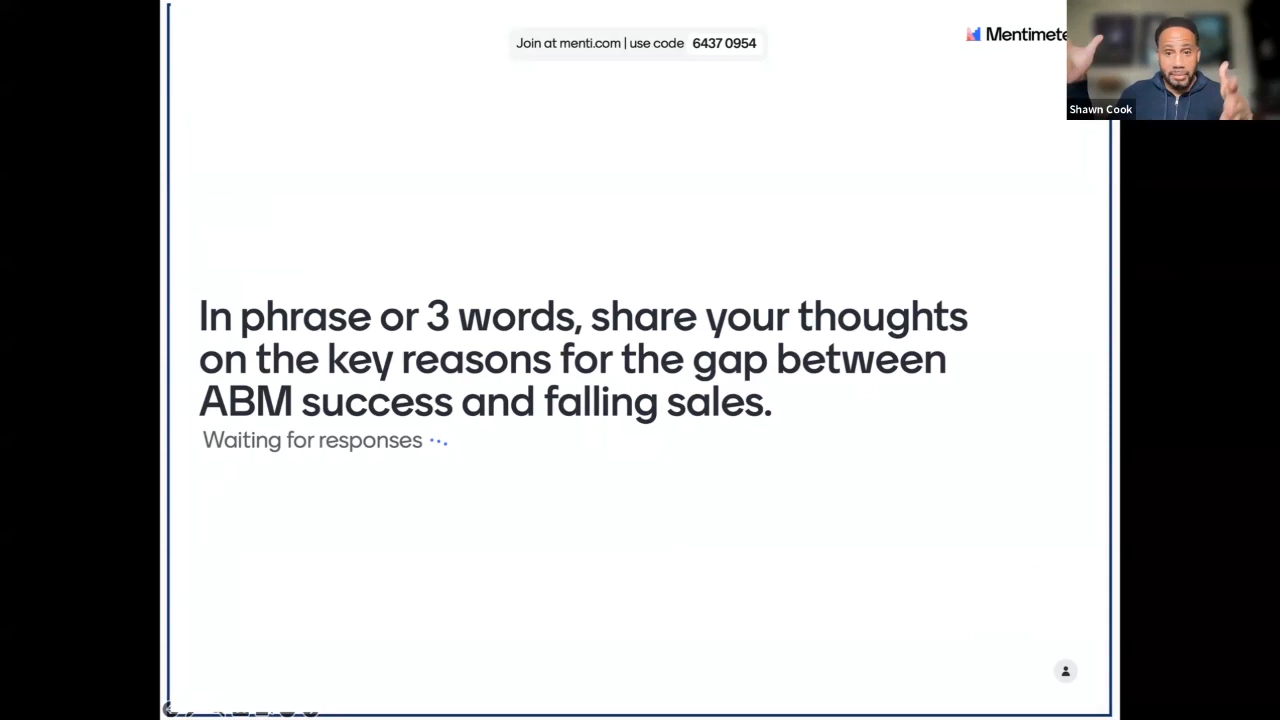 Join at menti.com | use code 6437 0954
Mentimete
Shawn Cook
In phrase or 3 words, share your thoughts
on the key reasons for the gap between
ABM success and falling sales.
Waiting for responses